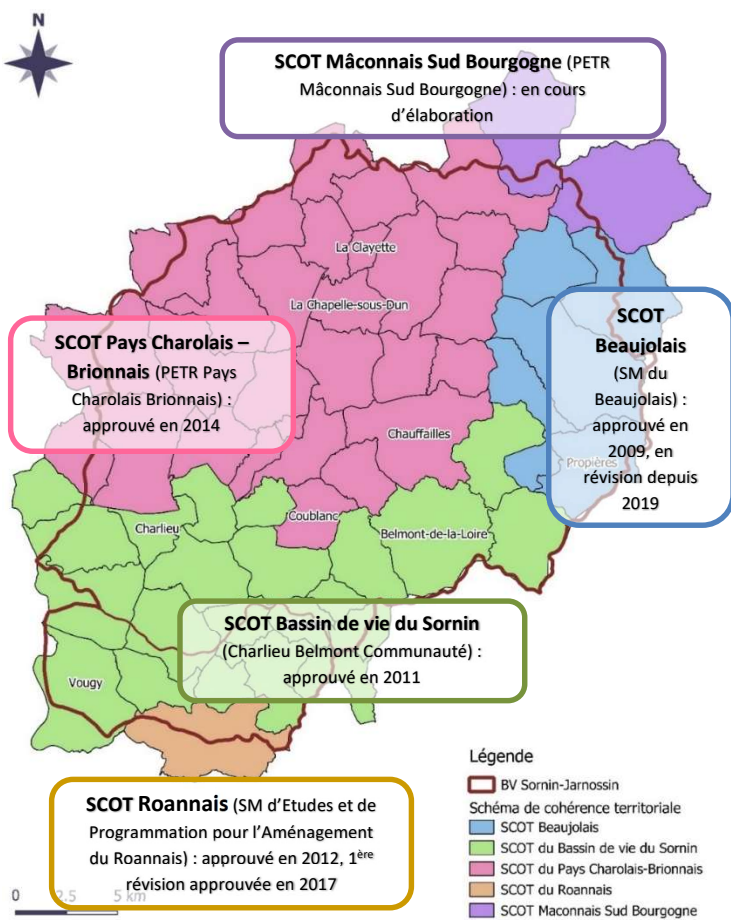 N
SCOT Mâconnais Sud Bourgogne (PETR
Mâconnais Sud Bourgogne) : en cours
d’élaboration
La Clayette
La Chapelle-sous-Dun
SCOT
Beaujolais
(SM du
Beaujolais) :
approuvé en
2009, en
révision depuis
2019
SCOT Pays Charolais –
Brionnais (PETR Pays
Charolais Brionnais) :
approuvé en 2014
Chauffailles
Propières
Coublanc
Charlieu
Belmont-de-la-Loire
SCOT Bassin de vie du Sornin
(Charlieu Belmont Communauté) :
approuvé en 2011
Vougy
SCOT Roannais (SM d’Etudes et de
Programmation pour l’Aménagement
du Roannais) : approuvé en 2012, 1ère
révision approuvée en 2017
0 2.5 5 km
Légende
BV Sornin-Jarnossin
Schéma de cohérence territoriale
SCOT Beaujolais
SCOT du Bassin de vie du Sornin
SCOT du Pays Charolais-Brionnais
SCOT du Roannais
SCOT Maconnais Sud Bourgogne